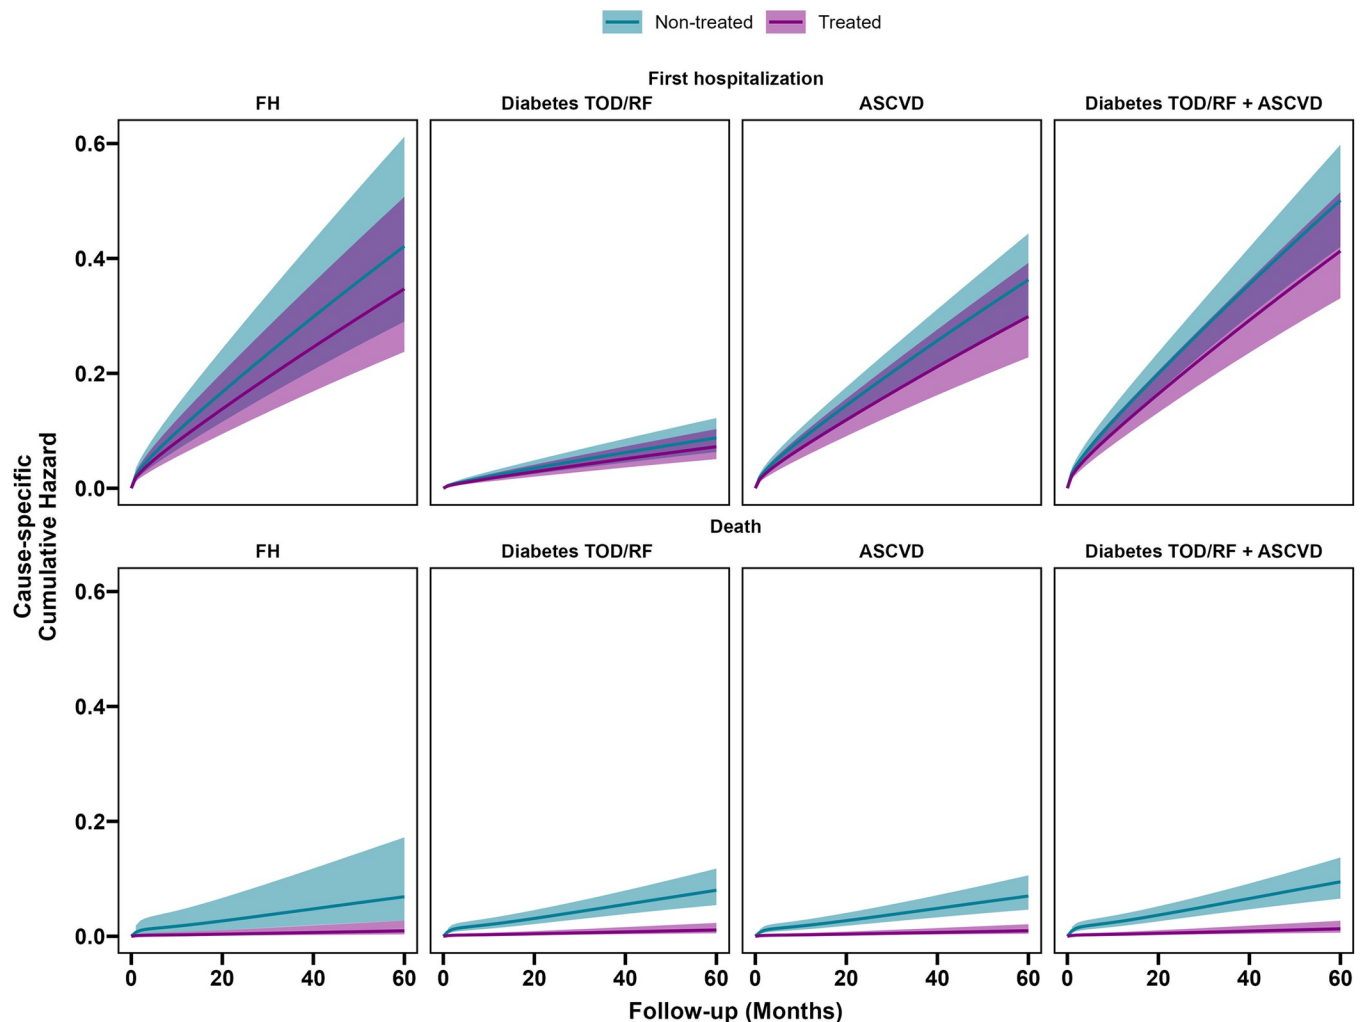 Non-treated Treated
First hospitalization
FH Diabetes TOD/RF ASCVD Diabetes TOD/RF + ASCVD
0.6
0.4
0.2
0.0
Cause-specific
Cumulative Hazard
Death
FH Diabetes TOD/RF ASCVD Diabetes TOD/RF + ASCVD
0.6
0.4
0.2
0.0
0 20 40 60 0 20 40 60 0 20 40 60 0 20 40 60
Follow-up (Months)